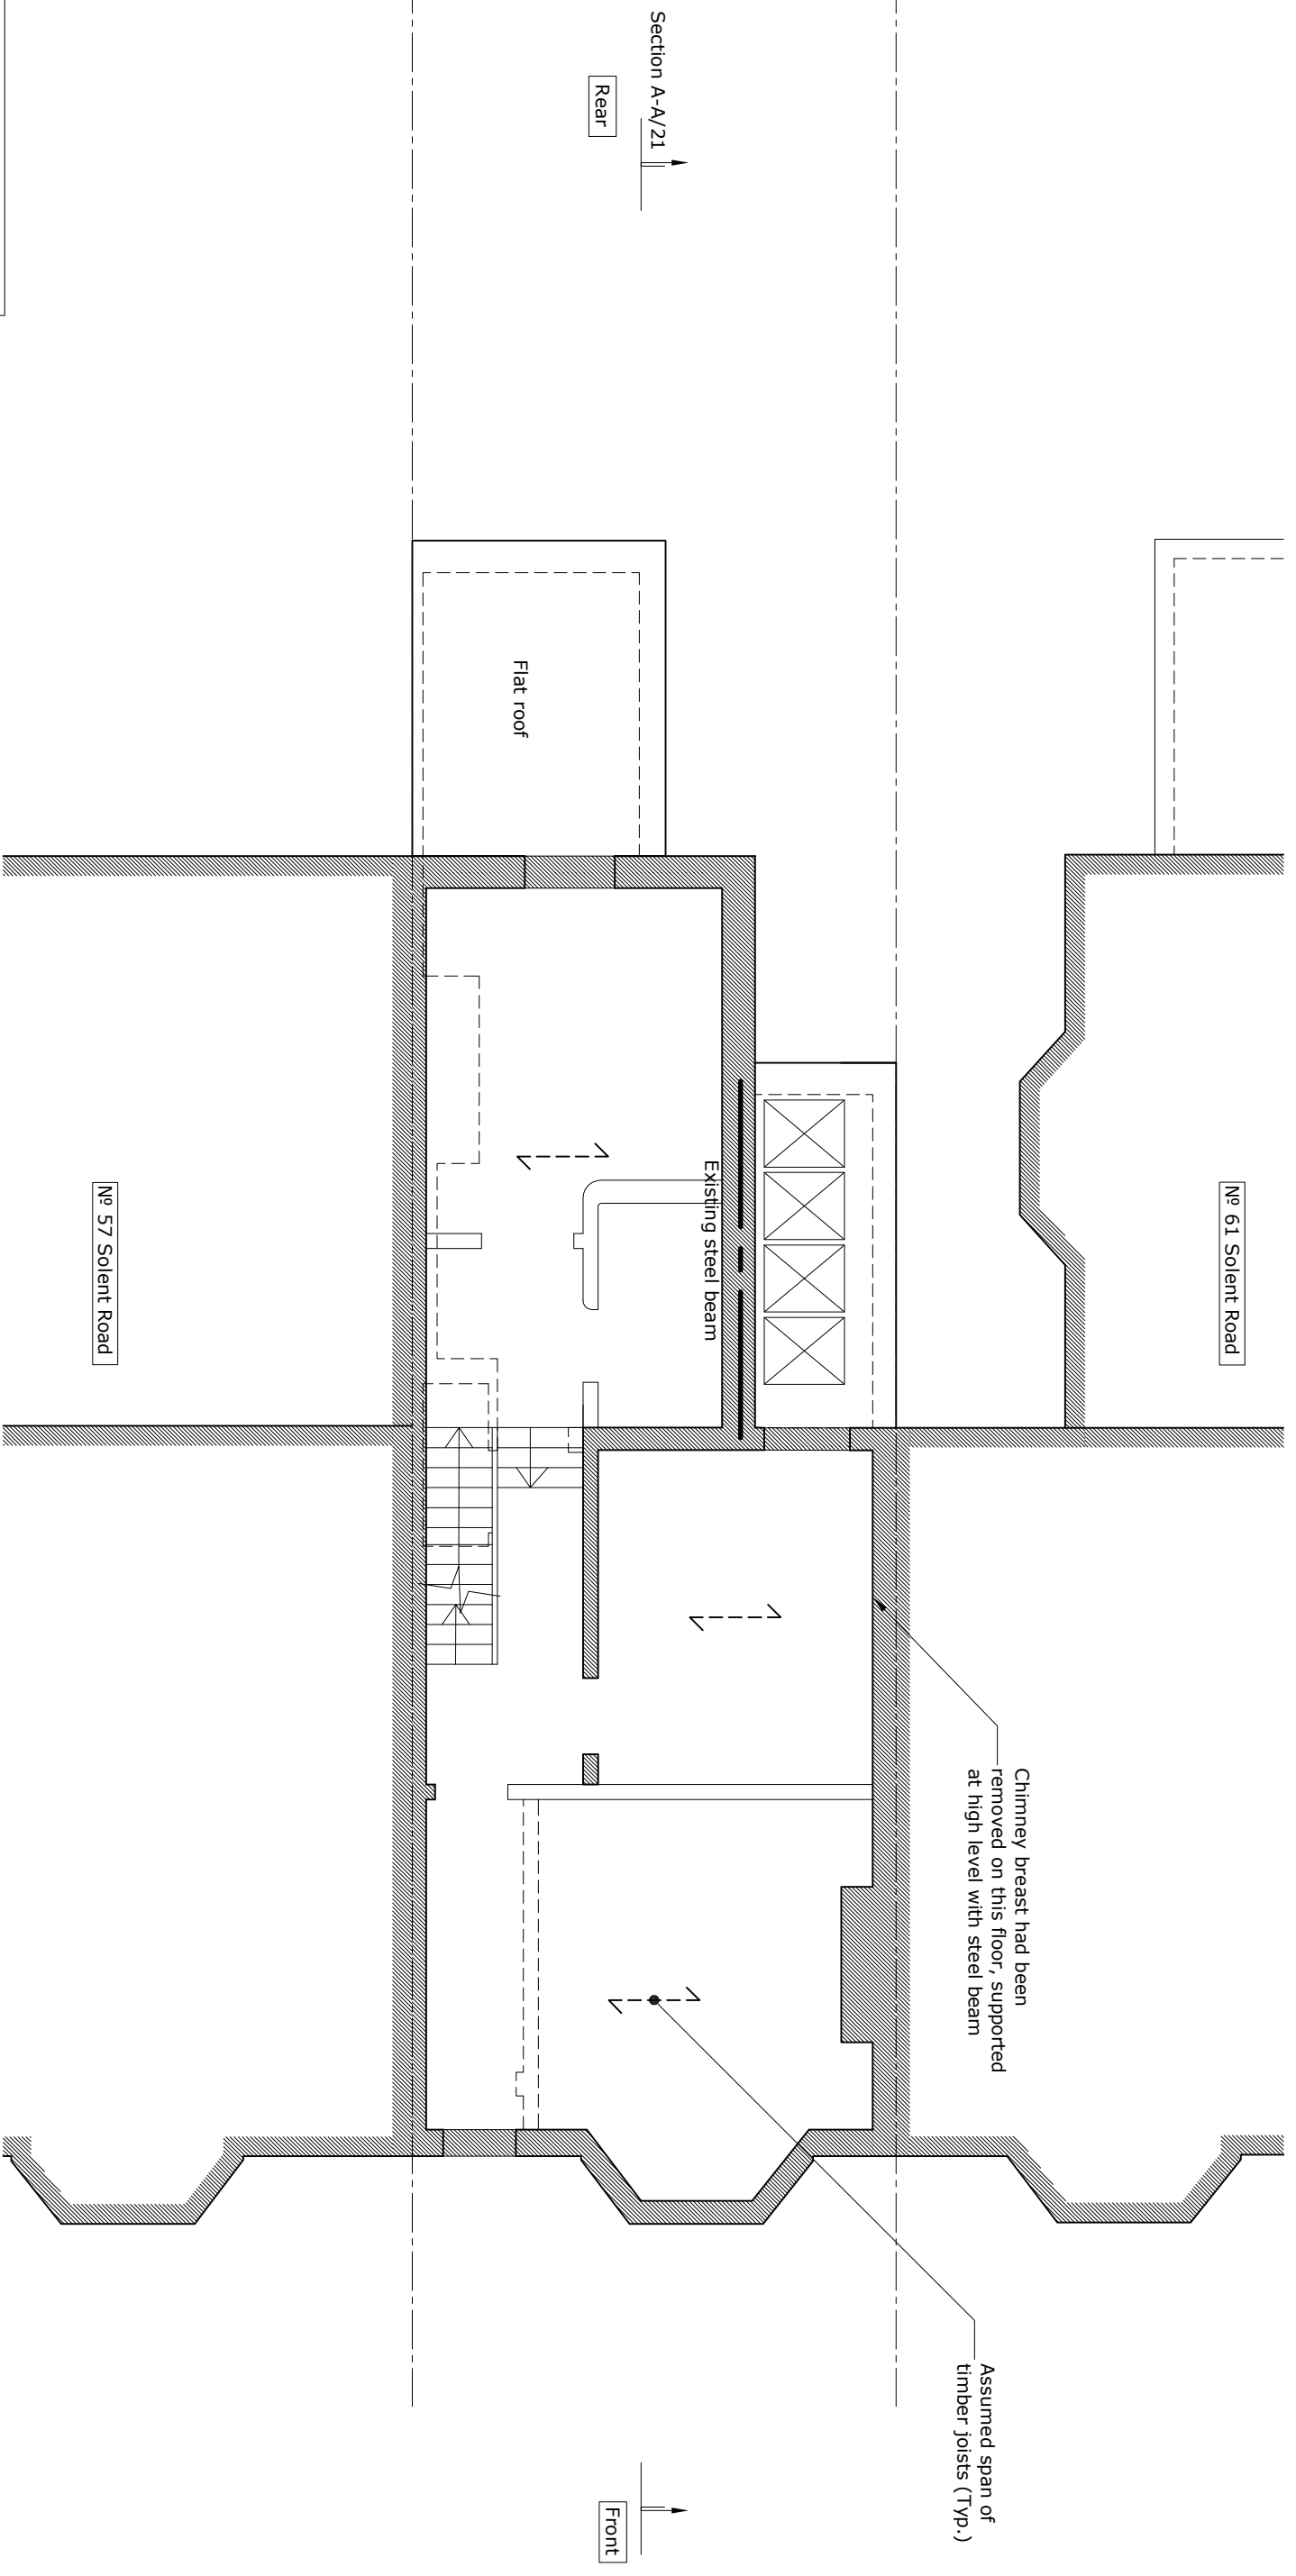 Section A-A/21
Rear
Flat roof
Existing steel beam
Nº 57 Solent Road
Nº 61 Solent Road
Chimney breast had been
removed on this floor, supported
at high level with steel beam
Assumed span of
timber joists (Typ.)
Front